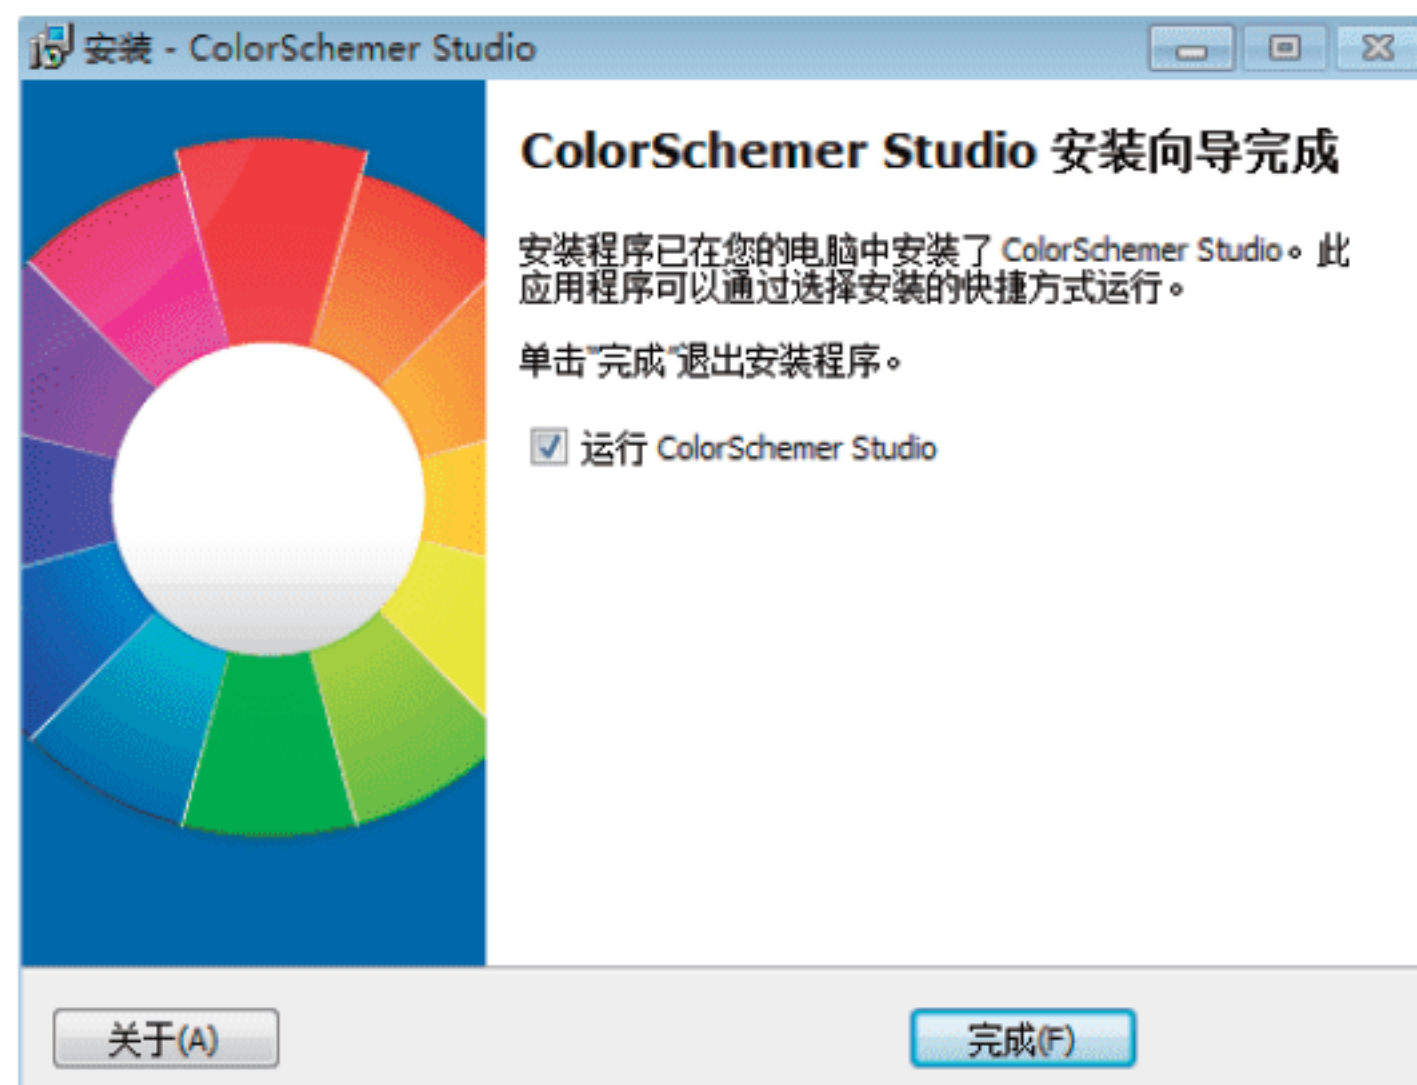 安装 - ColorSchemer Studio
ColorSchemer Studio 安装向导完成
安装程序已在您的电脑中安装了 ColorSchemer Studio。此
应用程序可以通过选择安装的快捷方式运行。
单击"完成"退出安装程序。
运行 ColorSchemer Studio
关于(A)
完成(F)